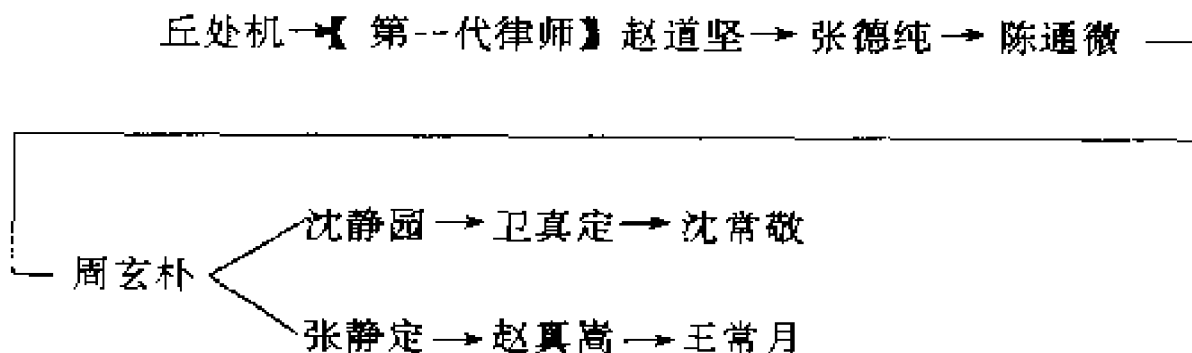 丘处机→【第一代律师】赵道坚→张德纯→陈通微
沈静园→卫真定→沈常敬
周玄朴
张静定→赵真嵩→王常月